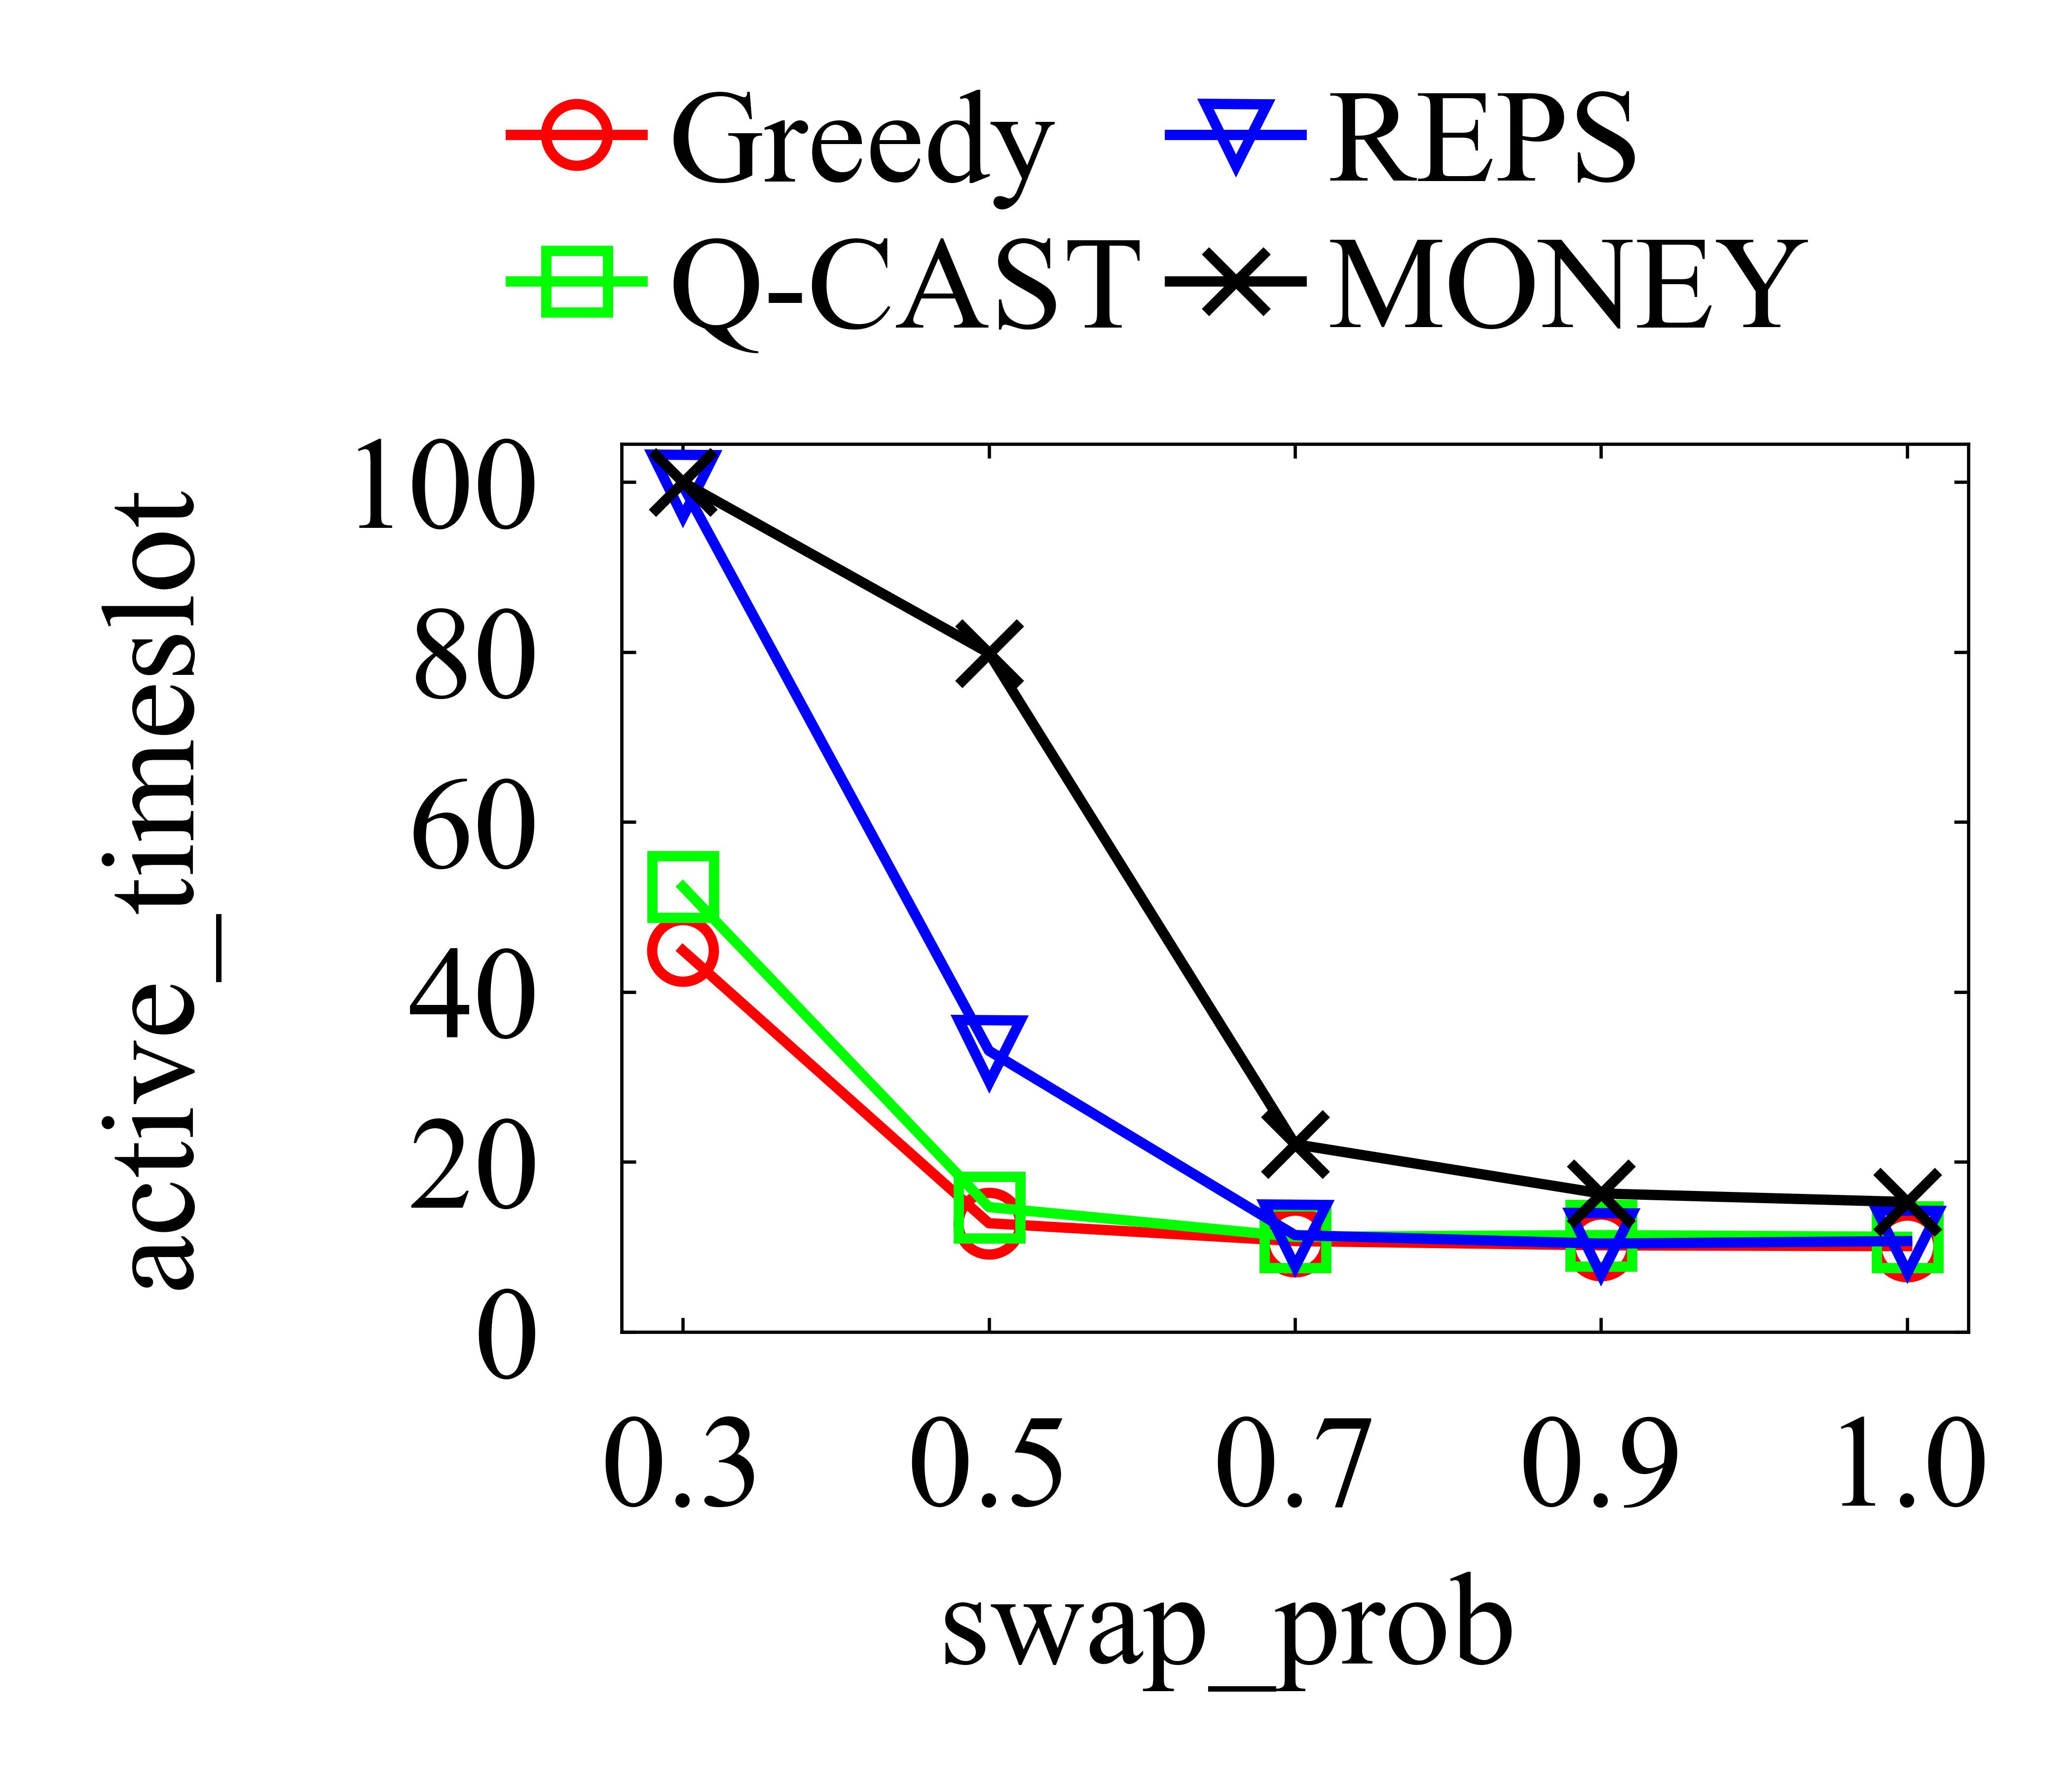 Greedy REPS
Q-CAST MONEY
active_timeslot
100
80
60
40
20
0
0.3 0.5 0.7 0.9 1.0
swap_prob